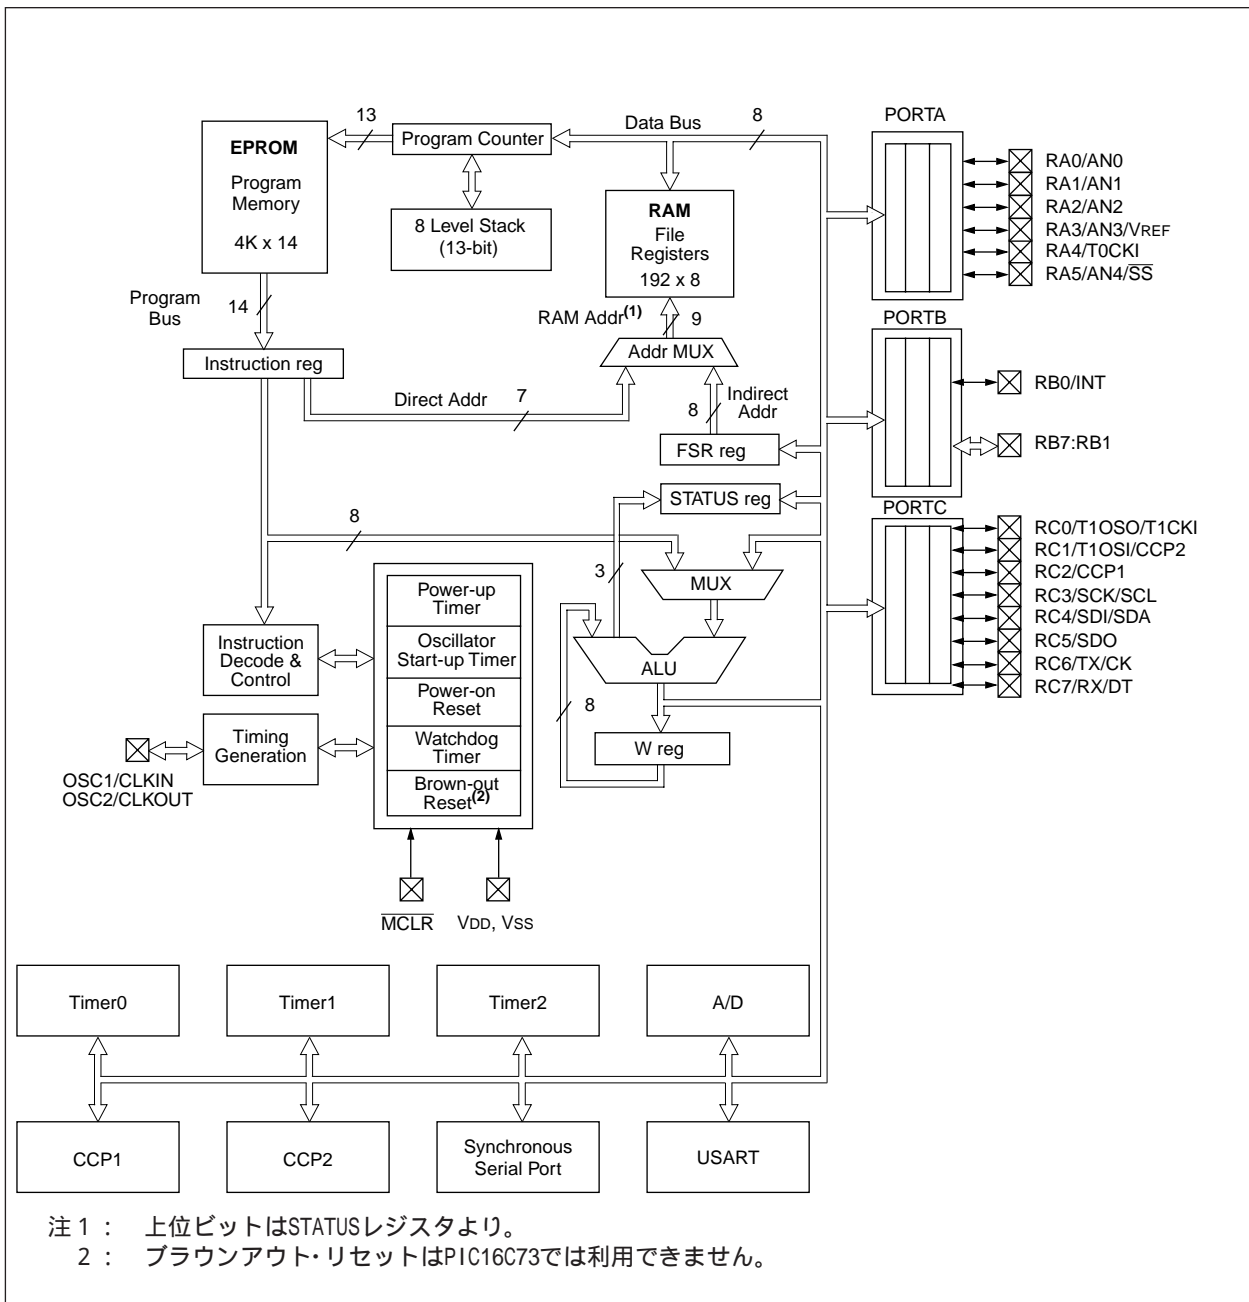 13
Data Bus
8
PORTA
EPROM
Program
Memory
4K x 14
Program Counter
8 Level Stack
(13-bit)
RAM
File
Registers
192 x 8
RA0/AN0
RA1/AN1
RA2/AN2
RA3/AN3/VREF
RA4/T0CKI
RA5/AN4/S̅S̅
Program
Bus
14
RAM Addr(1)
9
PORTB
Instruction reg
Addr MUX
Direct Addr
7
8
Indirect
Addr
RB0/INT
FSR reg
RB7:RB1
STATUS reg
PORTC
8
3
MUX
RC0/T1OSO/T1CKI
RC1/T1OSI/CCP2
RC2/CCP1
RC3/SCK/SCL
RC4/SDI/SDA
RC5/SDO
RC6/TX/CK
RC7/RX/DT
Power-up
Timer
Instruction
Decode &
Control
Oscillator
Start-up Timer
ALU
Power-on
Reset
8
Timing
Generation
Watchdog
Timer
W reg
OSC1/CLKIN
OSC2/CLKOUT
Brown-out
Reset(2)
M̅C̅L̅R̅
VDD, VSS
Timer0
Timer1
Timer2
A/D
CCP1
CCP2
Synchronous
Serial Port
USART
注1： 上位ビットはSTATUSレジスタより。
2： ブラウンアウト・リセットはPIC16C73では利用できません。